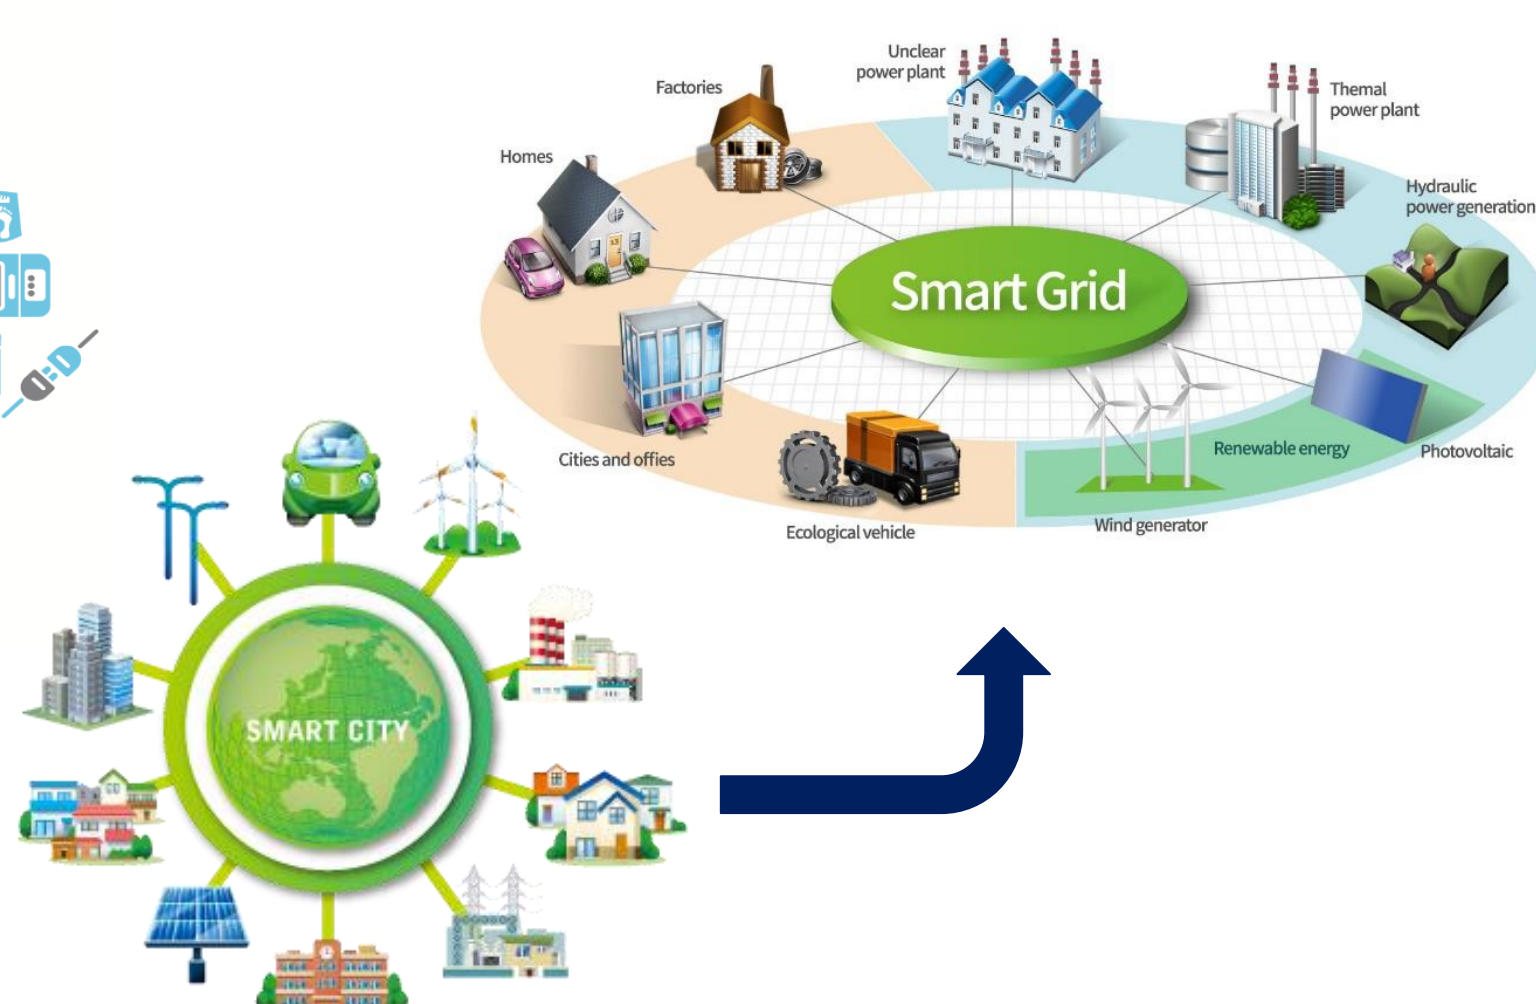 Unclear
power plant
Factories
Themal
power plant
Homes
Hydraulic
power generation
Smart Grid
Renewable energy
Photovoltaic
Cities and offies
Wind generator
Ecological vehicle
SMART CITY